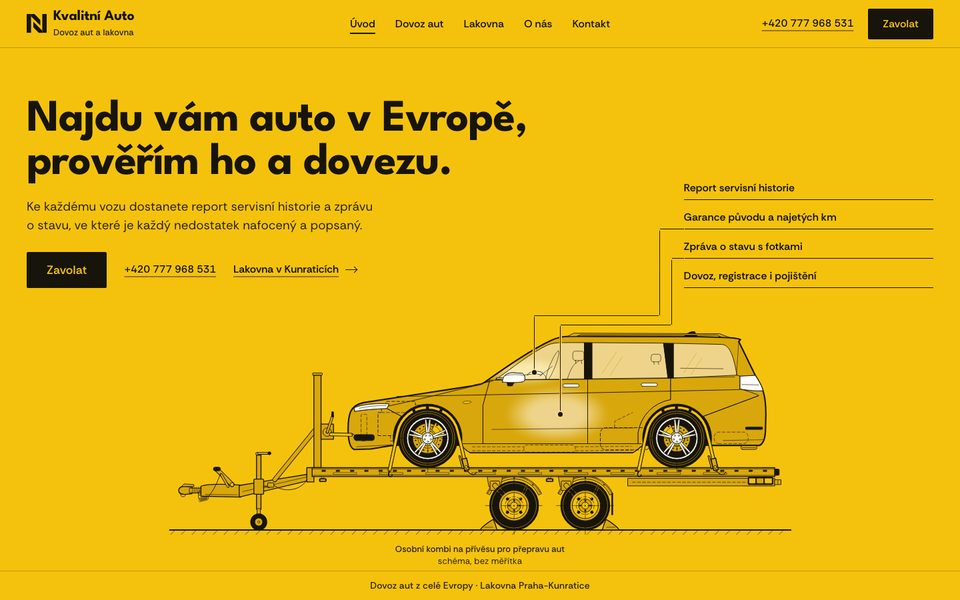 Kvalitní Auto
Dovoz aut a lakovna
Úvod
Dovoz aut
Lakovna
O nás
Kontakt
+420 777 968 531
Zavolat
Najdu vám auto v Evropě,
prověřím ho a dovezu.
Ke každému vozu dostanete report servisní historie a zprávu
o stavu, ve které je každý nedostatek nafocený a popsaný.
Zavolat
+420 777 968 531
Lakovna v Kunraticích
Report servisní historie
Garance původu a najetých km
Zpráva o stavu s fotkami
Dovoz, registrace i pojištění
Osobní kombi na přívěsu pro přepravu aut
schéma, bez měřítka
Dovoz aut z celé Evropy · Lakovna Praha-Kunratice